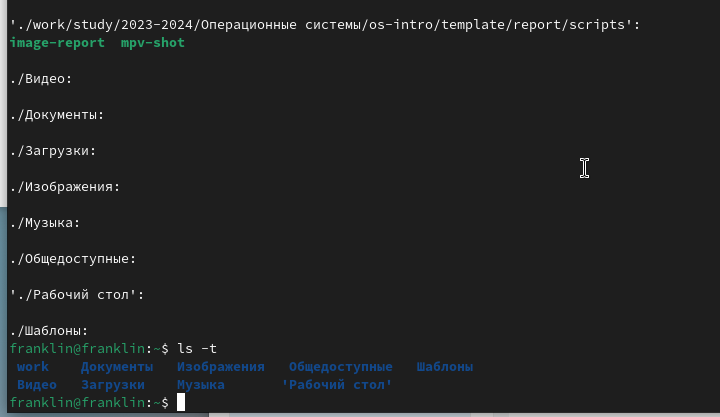 './work/study/2023-2024/Операционные системы/os-intro/template/report/scripts':
image-report  mpv-shot
./Видео:
./Документы:
./Загрузки:
./Изображения:
./Музыка:
./Общедоступные:
'./Рабочий стол':
./Шаблоны:
franklin@franklin:~$ ls -t
work    Документы   Изображения   Общедоступные   Шаблоны
Видео   Загрузки    Музыка       'Рабочий стол'
franklin@franklin:~$